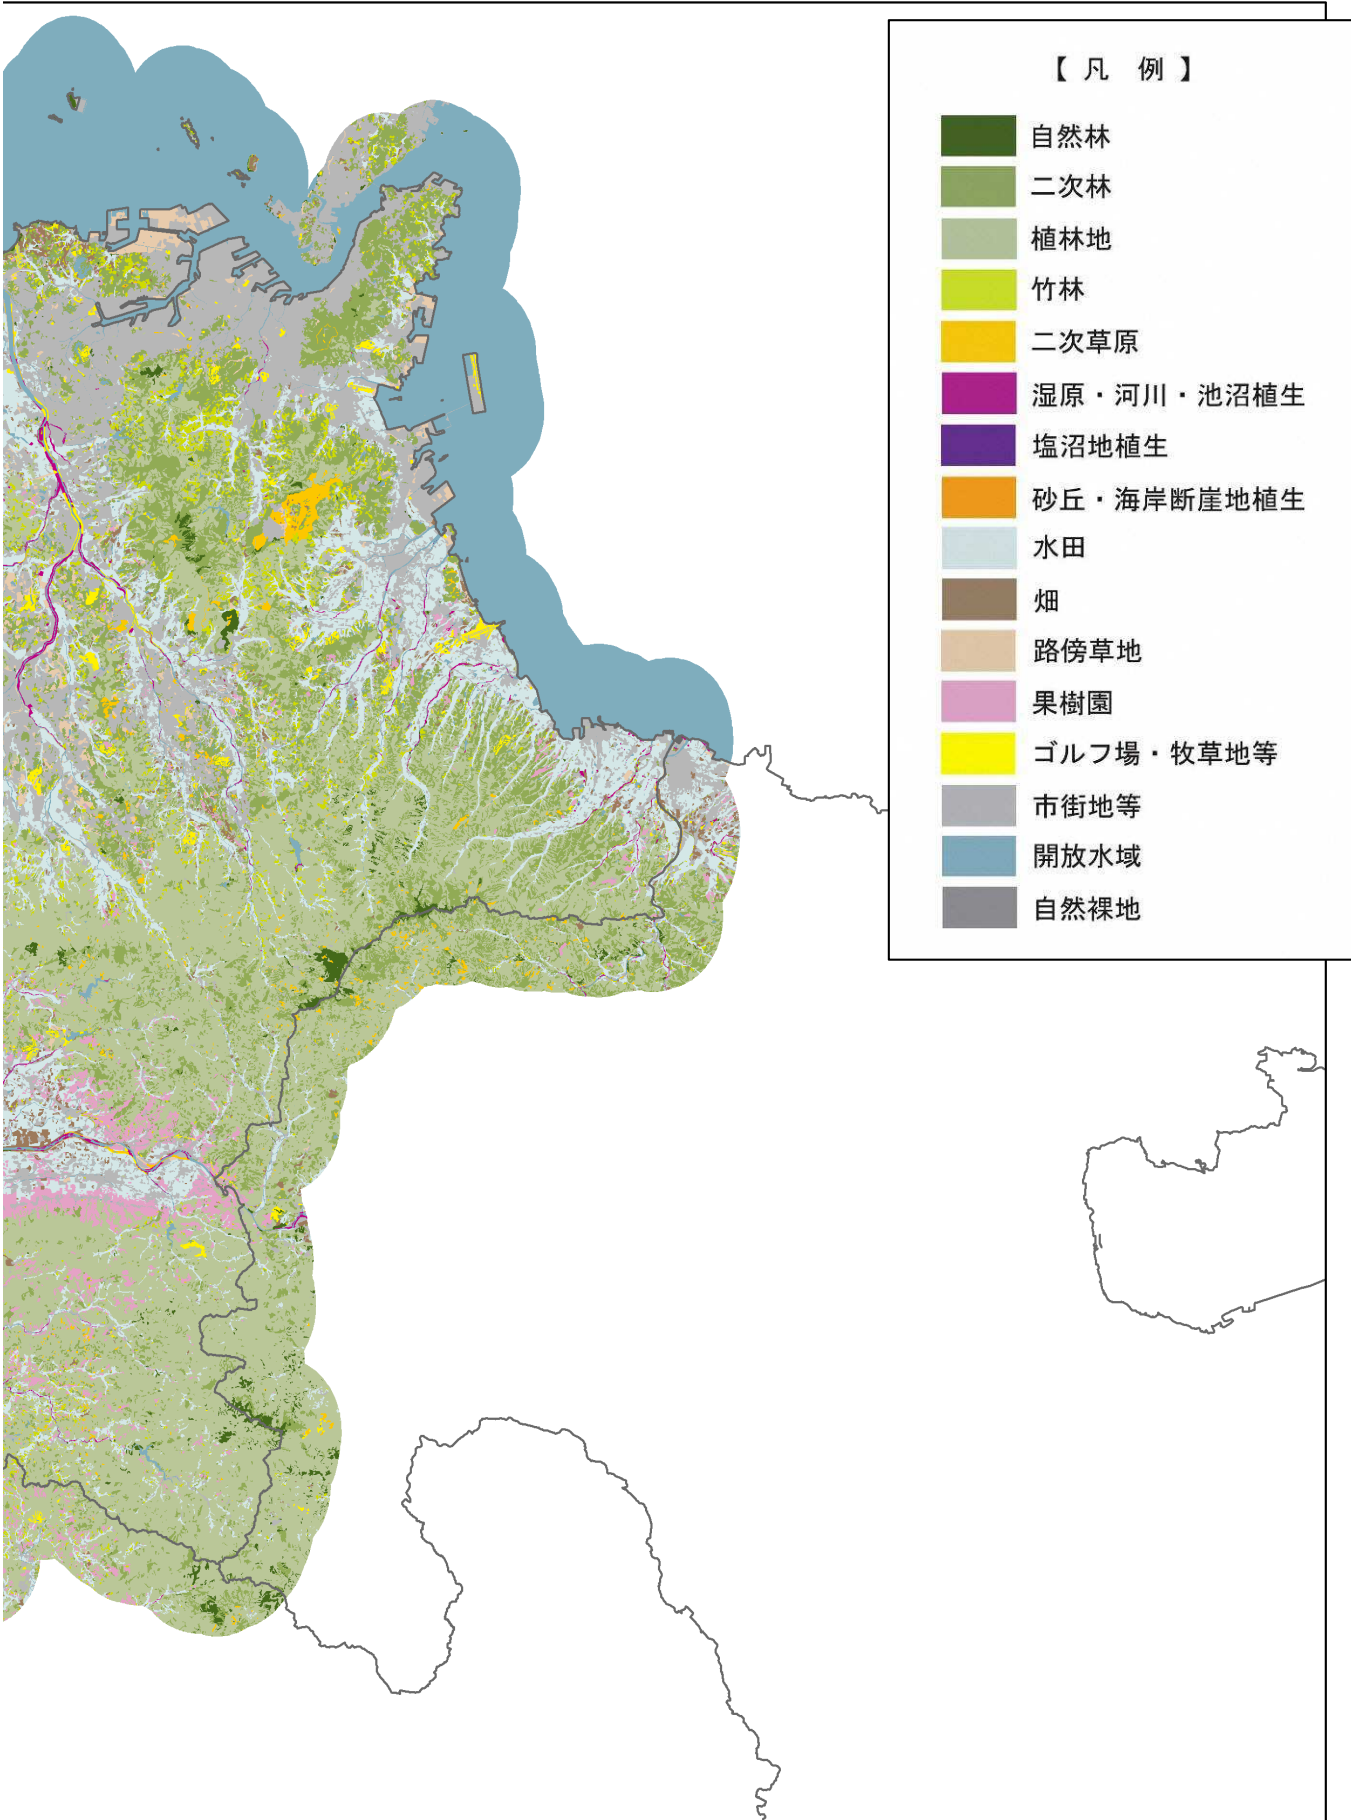 【 凡 例 】
自然林
二次林
植林地
竹林
二次草原
湿原・河川・池沼植生
塩沼地植生
砂丘・海岸断崖地植生
水田
畑
路傍草地
果樹園
ゴルフ場・牧草地等
市街地等
開放水域
自然裸地